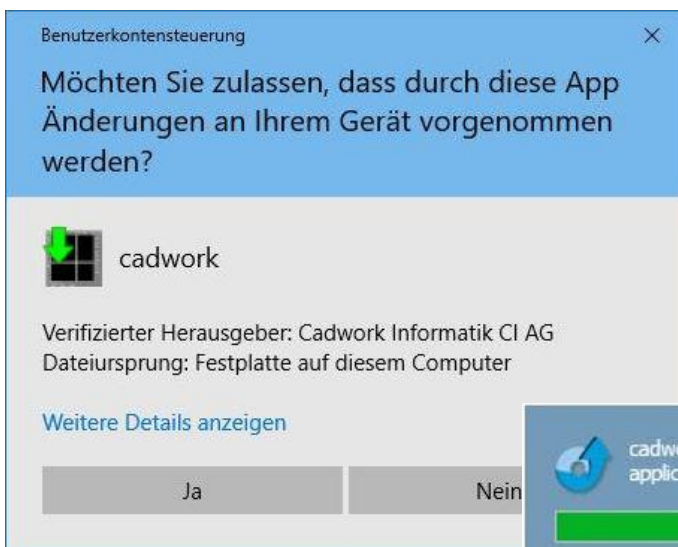 Benutzerkontensteuerung
Möchten Sie zulassen, dass durch diese App
Änderungen an Ihrem Gerät vorgenommen
werden?
cadwork
Verifizierter Herausgeber: Cadwork Informatik CI AG
Dateiursprung: Festplatte auf diesem Computer
Weitere Details anzeigen
Ja
Nein